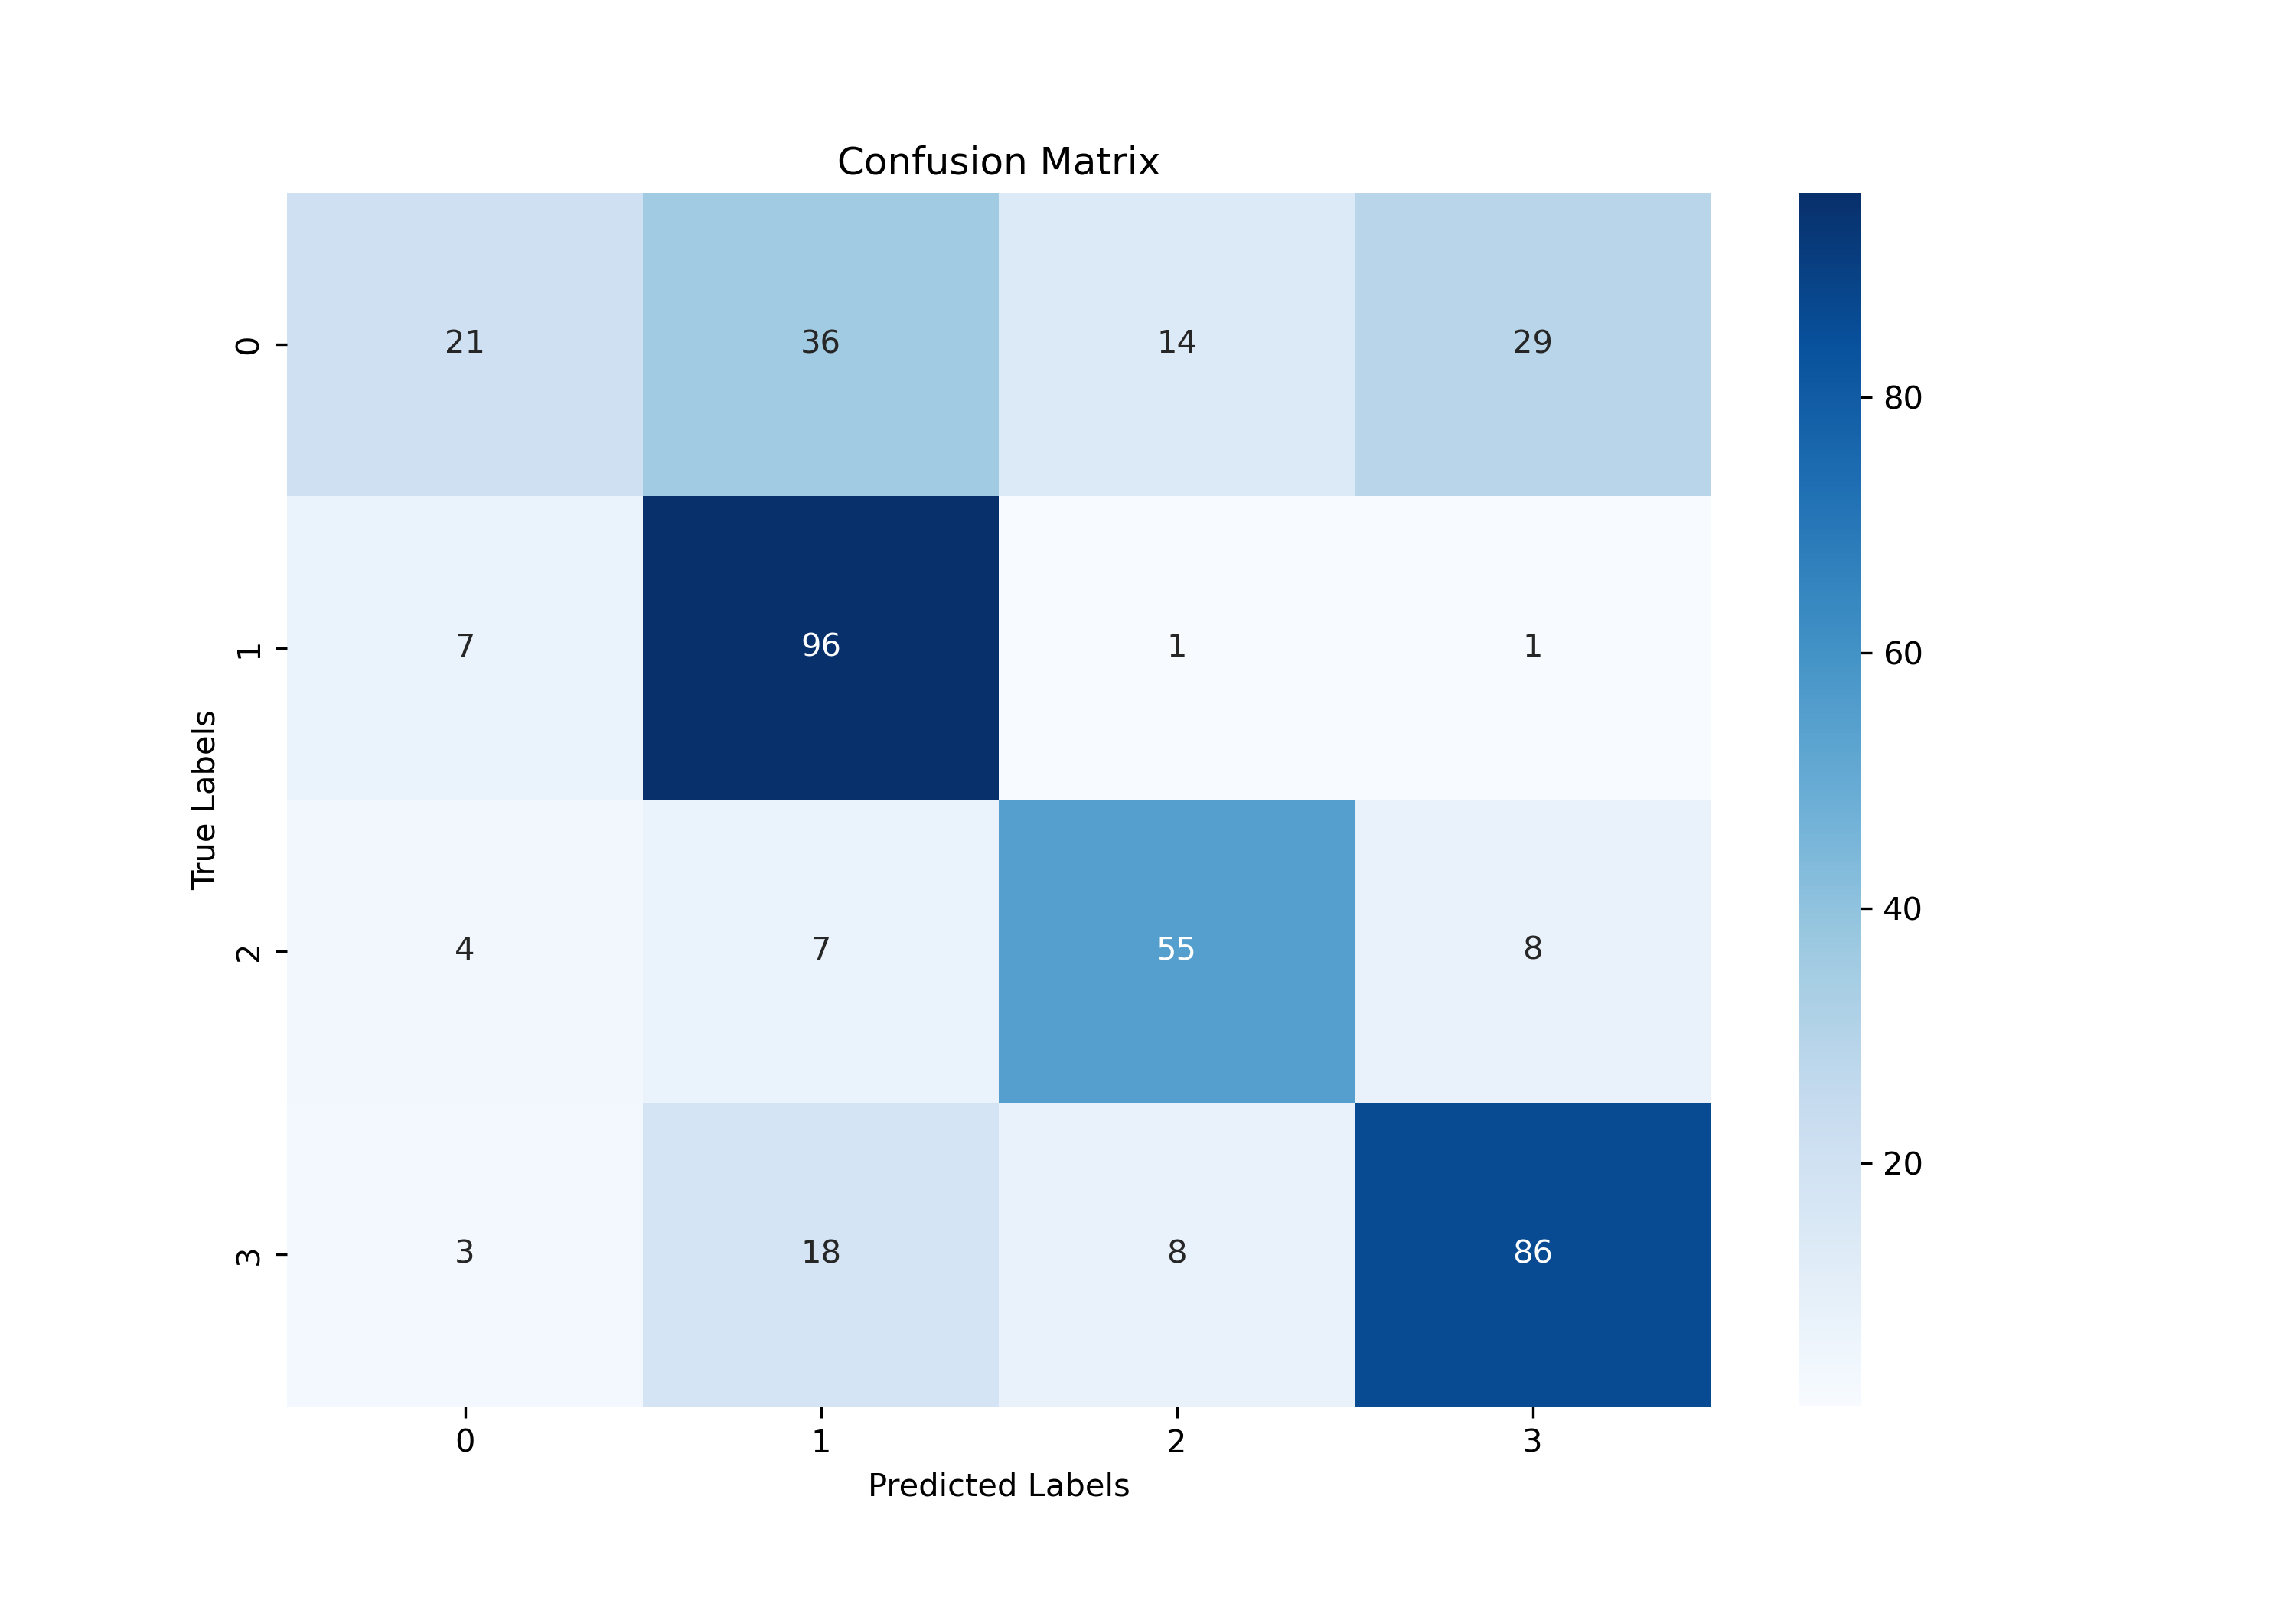 Confusion Matrix
0 21 36 14 29
1 7 96 1 1
2 4 7 55 8
3 3 18 8 86
0 1 2 3
Predicted Labels
True Labels
80
60
40
20